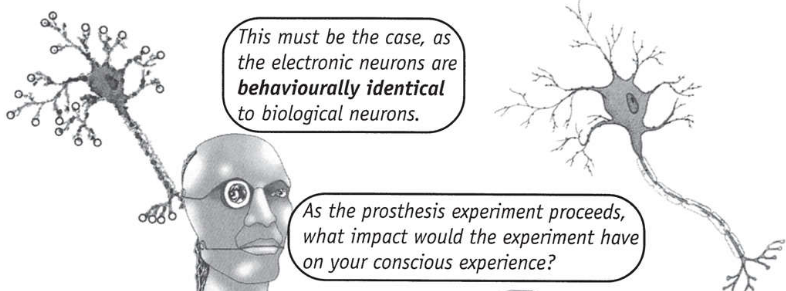 This must be the case, as
the electronic neurons are
behaviourally identical
to biological neurons.
As the prosthesis experiment proceeds,
what impact would the experiment have
on your conscious experience?